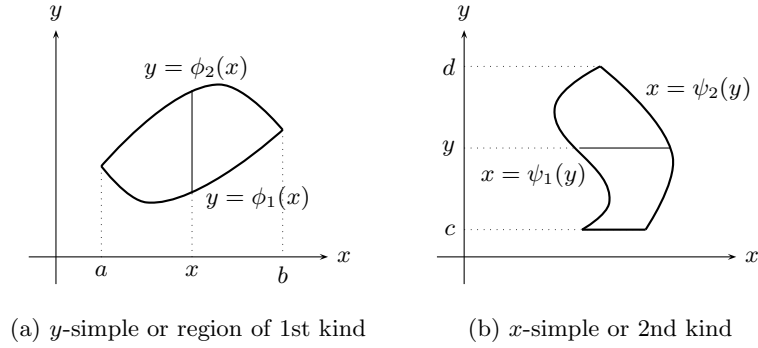 y
y = ϕ₂(x)
y = ϕ₁(x)
a
x
b
x
(a) y-simple or region of 1st kind
y
d
x = ψ₂(y)
y
x = ψ₁(y)
c
x
(b) x-simple or 2nd kind